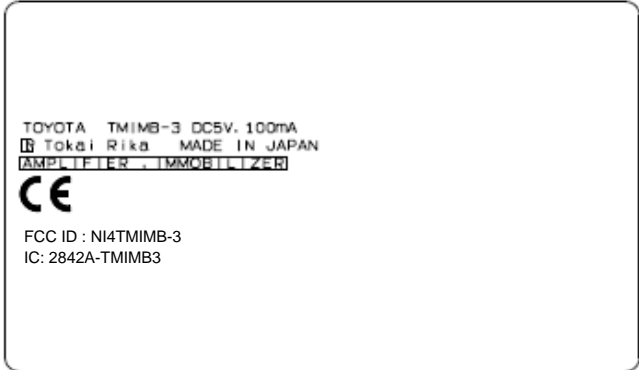 TOYOTA TMIMB-3 DC5V. 100mA
Tokai Rika MADE IN JAPAN
AMPLIFIER . IMMOBILIZER
CE
FCC ID : NI4TMIMB-3
IC: 2842A-TMIMB3